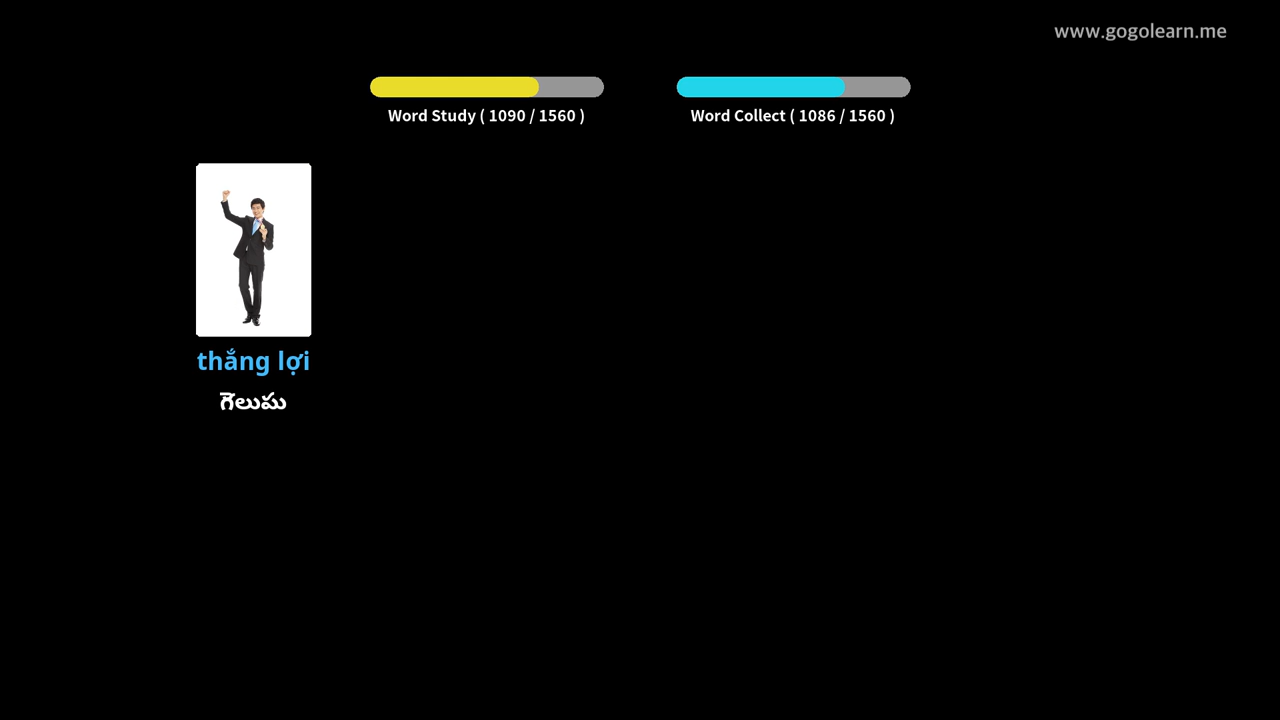 www.gogolearn.me
Word Study ( 1090 / 1560 )
Word Collect ( 1086 / 1560 )
thắng lợi
గెలుపు